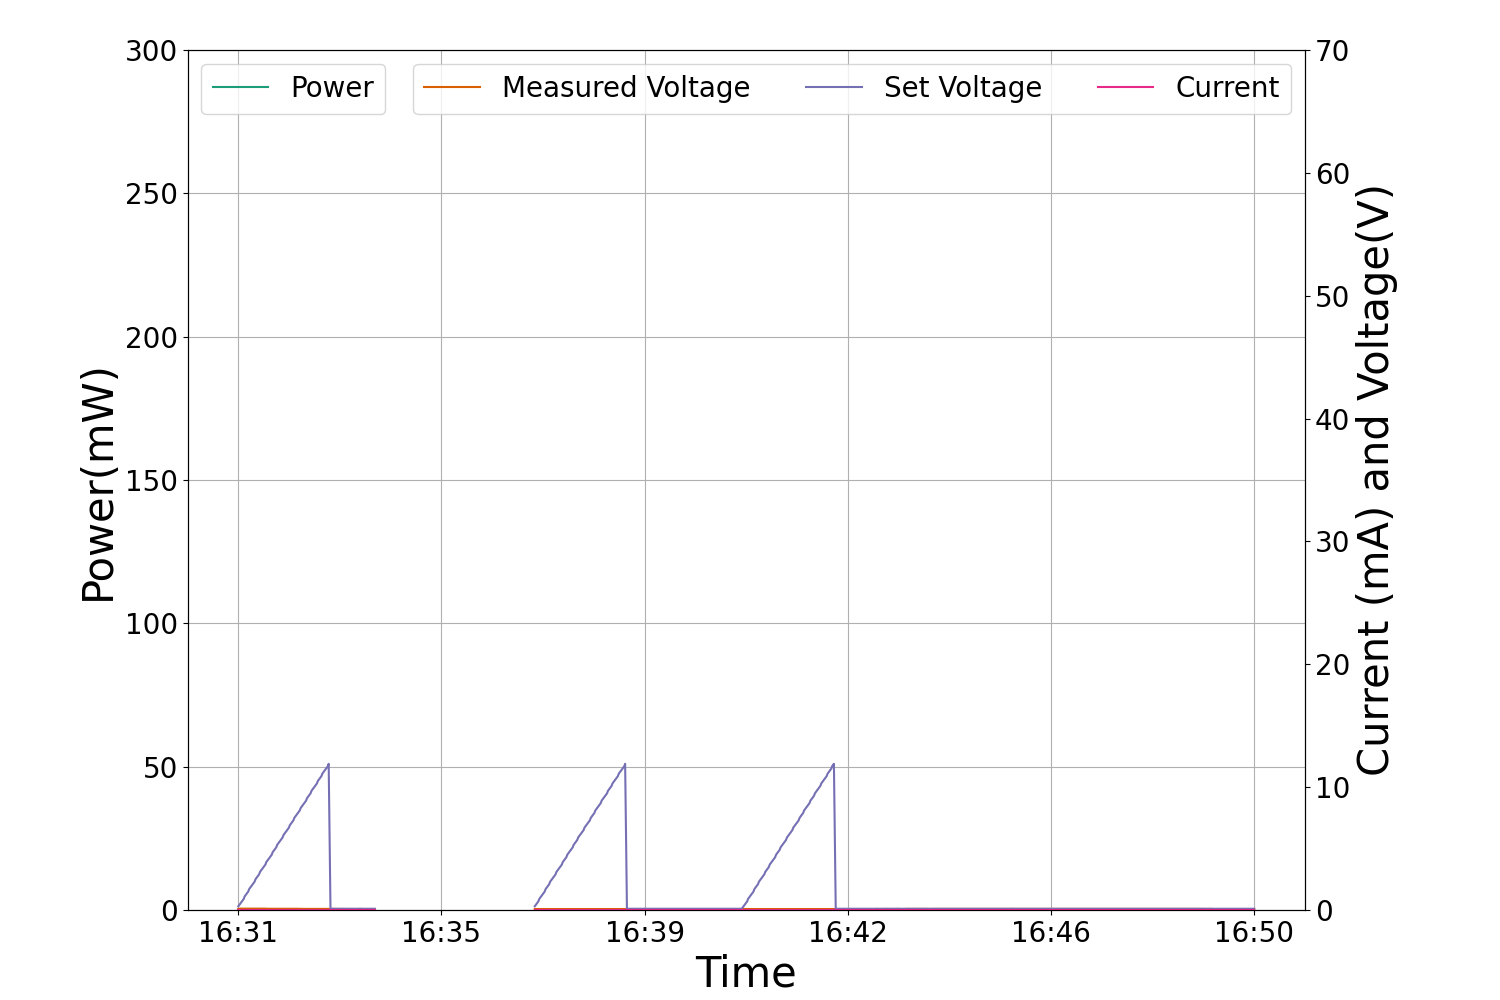 Power
Measured Voltage
Set Voltage
Current
300
250
200
150
100
50
0
Power(mW)
70
60
50
40
30
20
10
0
Current (mA) and Voltage(V)
16:31 16:35 16:39 16:42 16:46 16:50
Time